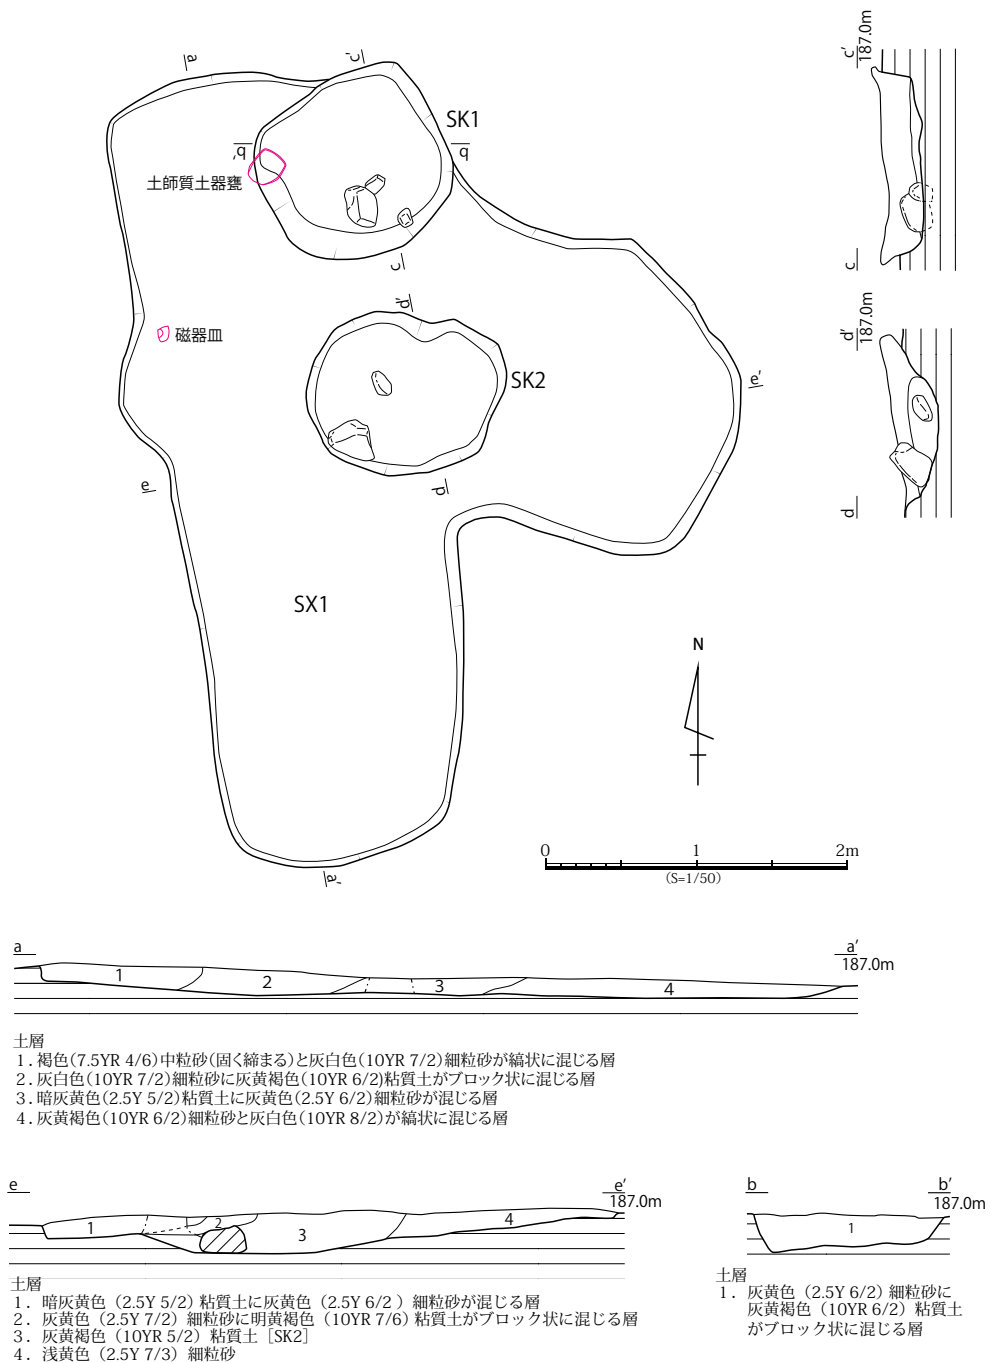 a
c'
SK1
b'
b
土師質土器甕
c
d'
磁器皿
SK2
e'
e
d
SX1
N
a'
0 1 2m
(S=1/50)
c'
187.0m
c
d'
187.0m
d
a
a'
187.0m
1 2 3 4
土層
1. 褐色(7.5YR 4/6)中粒砂(固く締まる)と灰白色(10YR 7/2)細粒砂が縞状に混じる層
2. 灰白色(10YR 7/2)細粒砂に灰黄褐色(10YR 6/2)粘質土がブロック状に混じる層
3. 暗灰黄色(2.5Y 5/2)粘質土に灰黄色(2.5Y 6/2)細粒砂が混じる層
4. 灰黄褐色(10YR 6/2)細粒砂と灰白色(10YR 8/2)が縞状に混じる層
e
e'
187.0m
1 2 3 4
土層
1. 暗灰黄色（2.5Y 5/2）粘質土に灰黄色（2.5Y 6/2 ）細粒砂が混じる層
2. 灰黄色（2.5Y 7/2）細粒砂に明黄褐色（10YR 7/6）粘質土がブロック状に混じる層
3. 灰黄褐色（10YR 5/2）粘質土［SK2］
4. 浅黄色（2.5Y 7/3）細粒砂
b
b'
187.0m
1
土層
1. 灰黄色（2.5Y 6/2）細粒砂に
灰黄褐色（10YR 6/2）粘質土
がブロック状に混じる層